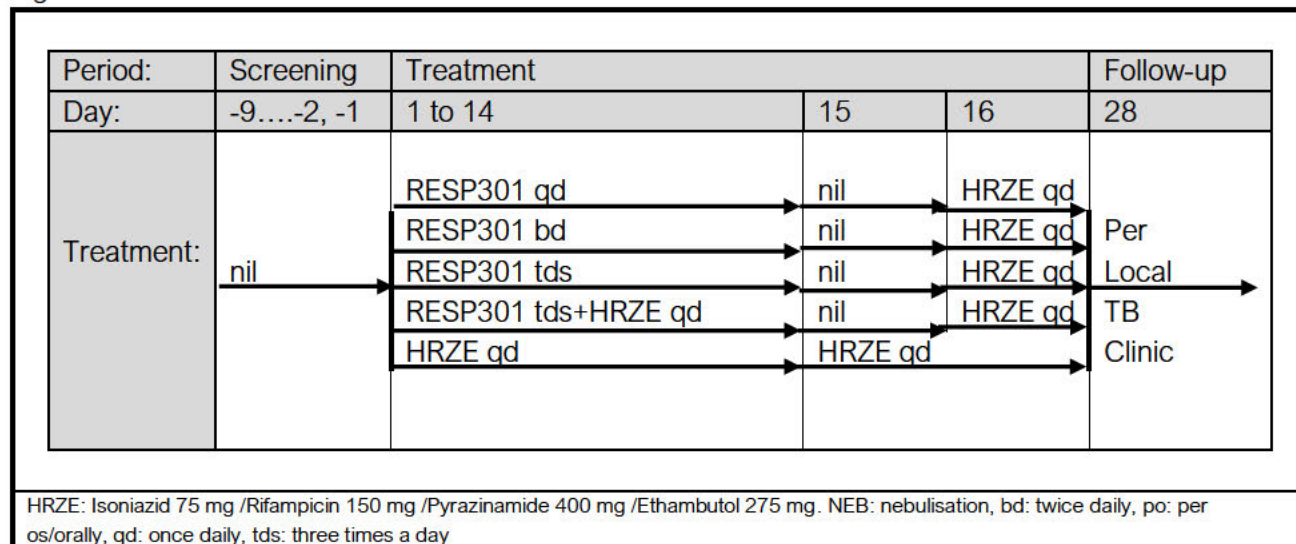 Period: Screening Treatment Follow-up
Day: -9….-2, -1 1 to 14 15 16 28
RESP301 qd nil HRZE qd
RESP301 bd nil HRZE qd Per
Treatment:
nil RESP301 tds nil HRZE qd Local
RESP301 tds+HRZE qd nil HRZE qd TB
HRZE qd HRZE qd Clinic
HRZE: Isoniazid 75 mg /Rifampicin 150 mg /Pyrazinamide 400 mg /Ethambutol 275 mg. NEB: nebulisation, bd: twice daily, po: per
os/orally, qd: once daily, tds: three times a day